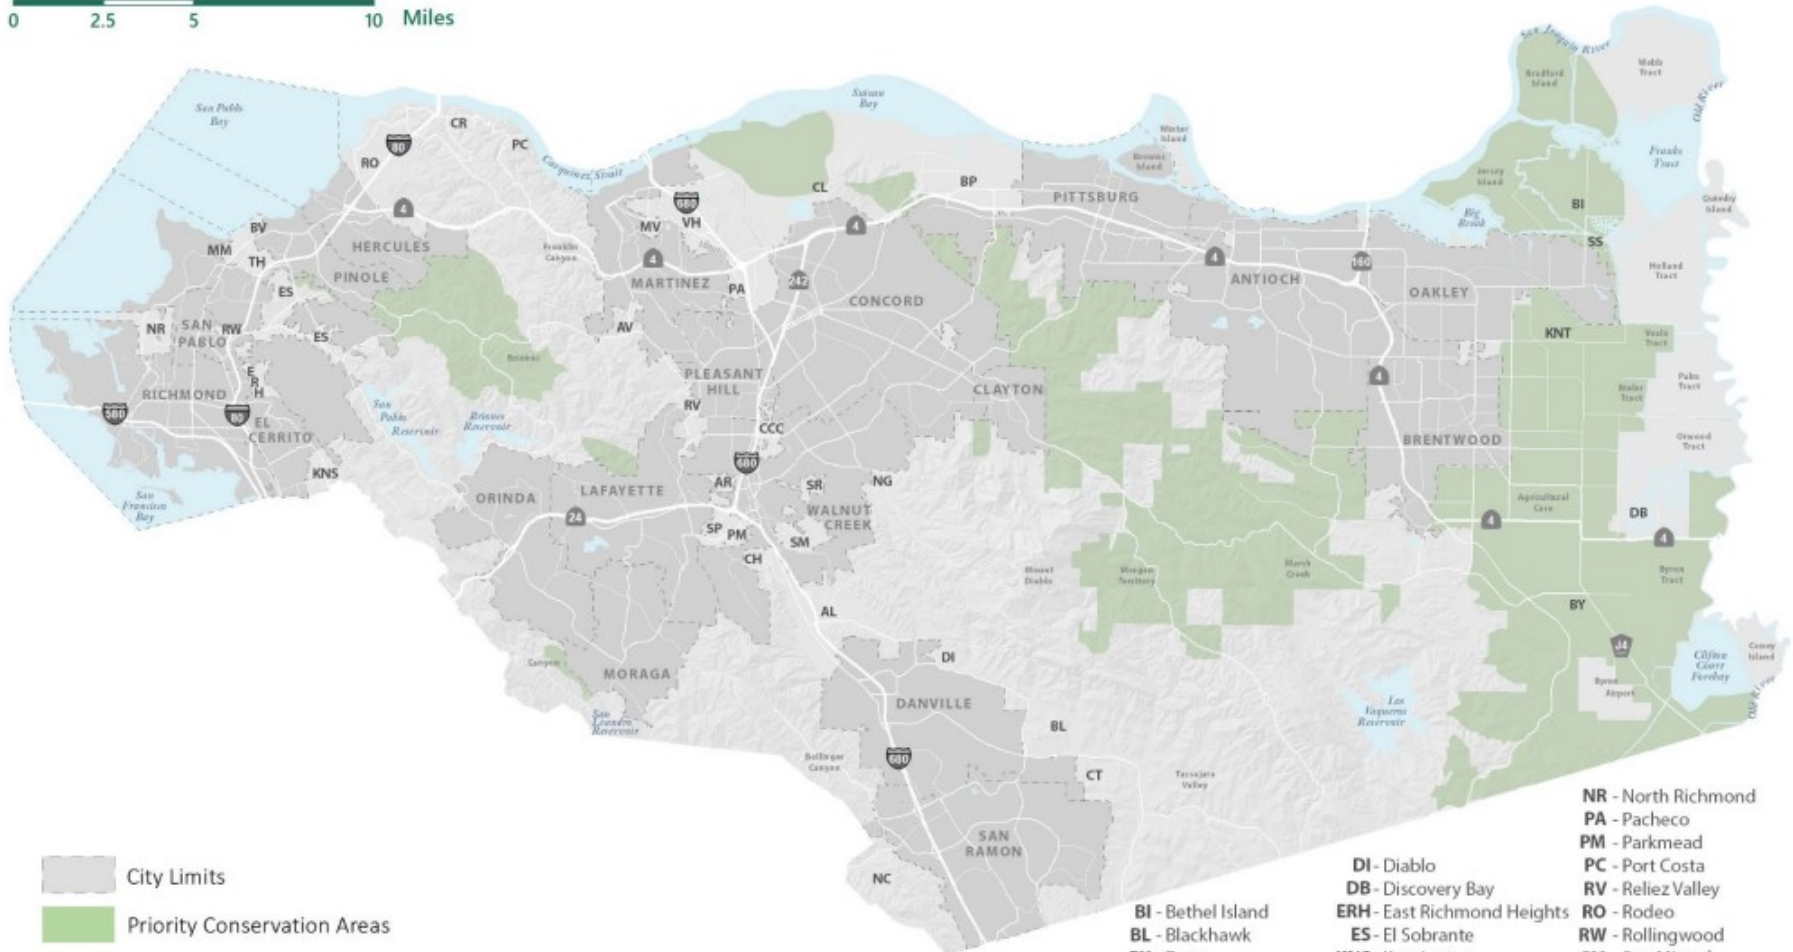 0 2.5 5 10 Miles
San Joaquin River
Bradford Island
Webb Tract
Old River
San Pablo Bay
Suisun Bay
CR
80
PC
RO
Carquinez Strait
Winter Island
Browns Island
Franks Tract
Jersey Island
CL
BP
PITTSBURG
680
4
MV
VH
4
BV
MM
HERCULES
Franklin Canyon
TH
PINOLE
ES
4
MARTINEZ
PA
242
CONCORD
4
ANTIOCH
160
OAKLEY
Big Break
BI
SS
Quimby Island
Holland Tract
NR
SAN PABLO
RW
ES
AV
KNT
Veale Tract
Briones
PLEASANT HILL
CLAYTON
4
Palm Tract
ERH
RICHMOND
580
80
EL CERRITO
San Pablo Reservoir
Briones Reservoir
RV
CCC
BRENTWOOD
Orwood Tract
KNS
San Francisco Bay
ORINDA
LAFAYETTE
680
AR
SR
NG
WALNUT CREEK
24
SP
PM
SM
CH
Agricultural Core
4
DB
4
Mount Diablo
Morgan Territory
Marsh Creek
Byron Tract
AL
BY
J4
Canyon
MORAGA
DI
DANVILLE
Byron Airport
Clifton Court Forebay
Coney Island
Old River
San Leandro Reservoir
BL
Los Vaqueros Reservoir
Bollinger Canyon
680
CT
Tassajara Valley
SAN RAMON
NC
City Limits
Priority Conservation Areas
BI - Bethel Island
BL - Blackhawk
DI - Diablo
DB - Discovery Bay
ERH - East Richmond Heights
ES - El Sobrante
NR - North Richmond
PA - Pacheco
PM - Parkmead
PC - Port Costa
RV - Reliez Valley
RO - Rodeo
RW - Rollingwood